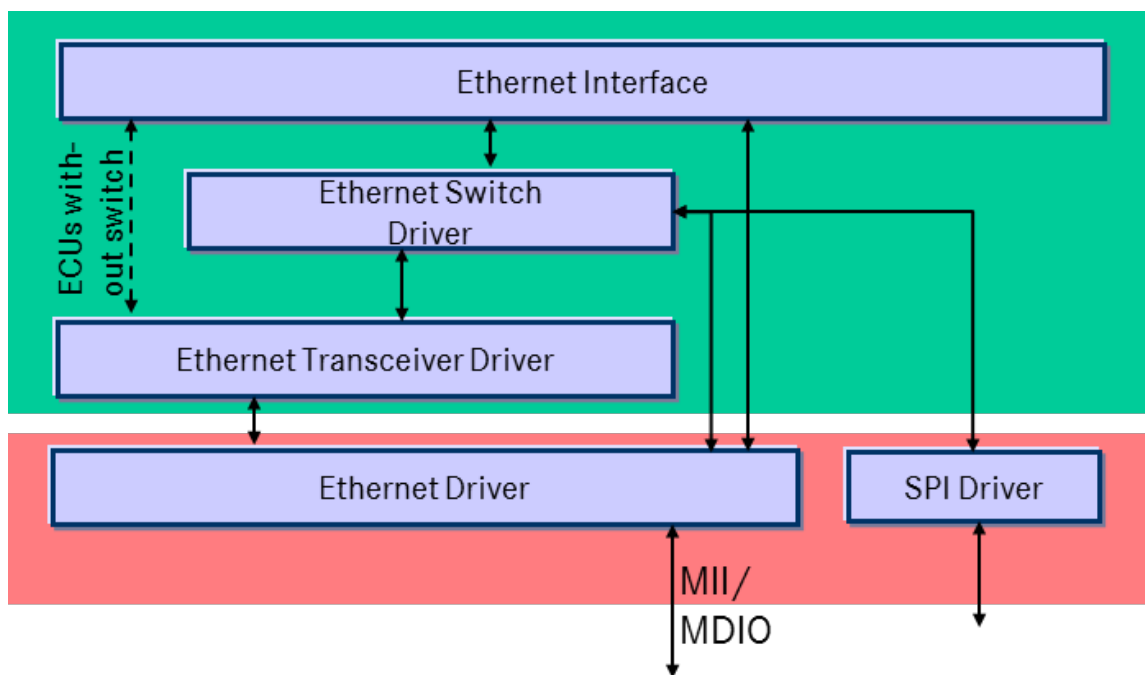 Ethernet Interface
ECUs with-
out switch
Ethernet Switch
Driver
Ethernet Transceiver Driver
Ethernet Driver
SPI Driver
MII/
MDIO